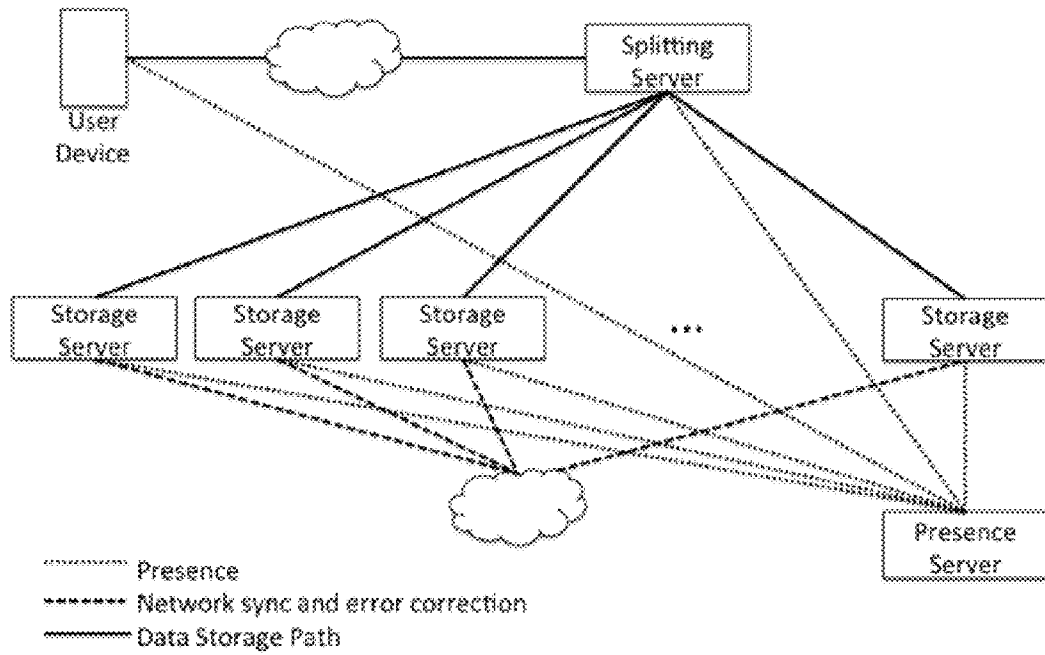 User
Device
Splitting
Server
Storage
Server
Storage
Server
Storage
Server
...
Storage
Server
Presence
Server
Presence
Network sync and error correction
Data Storage Path